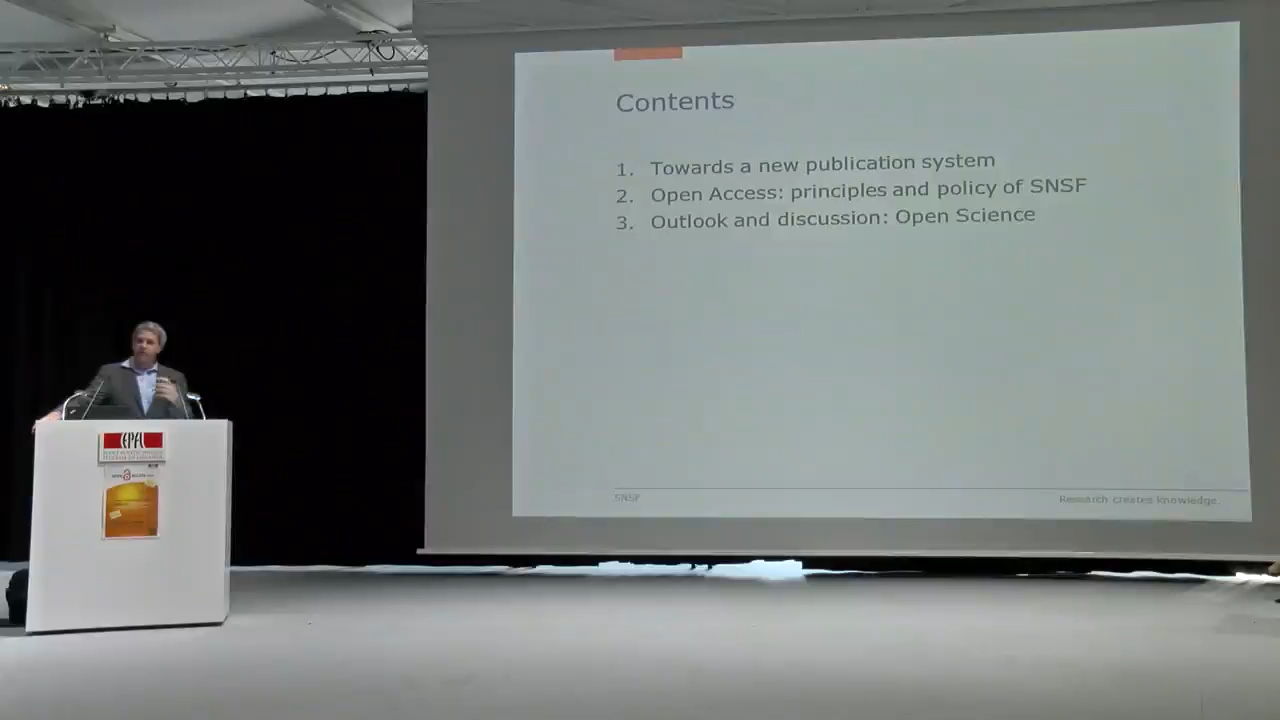 Contents
1. Towards a new publication system
2. Open Access: principles and policy of SNSF
3. Outlook and discussion: Open Science
SNSF
Research creates knowledge.
EPFL